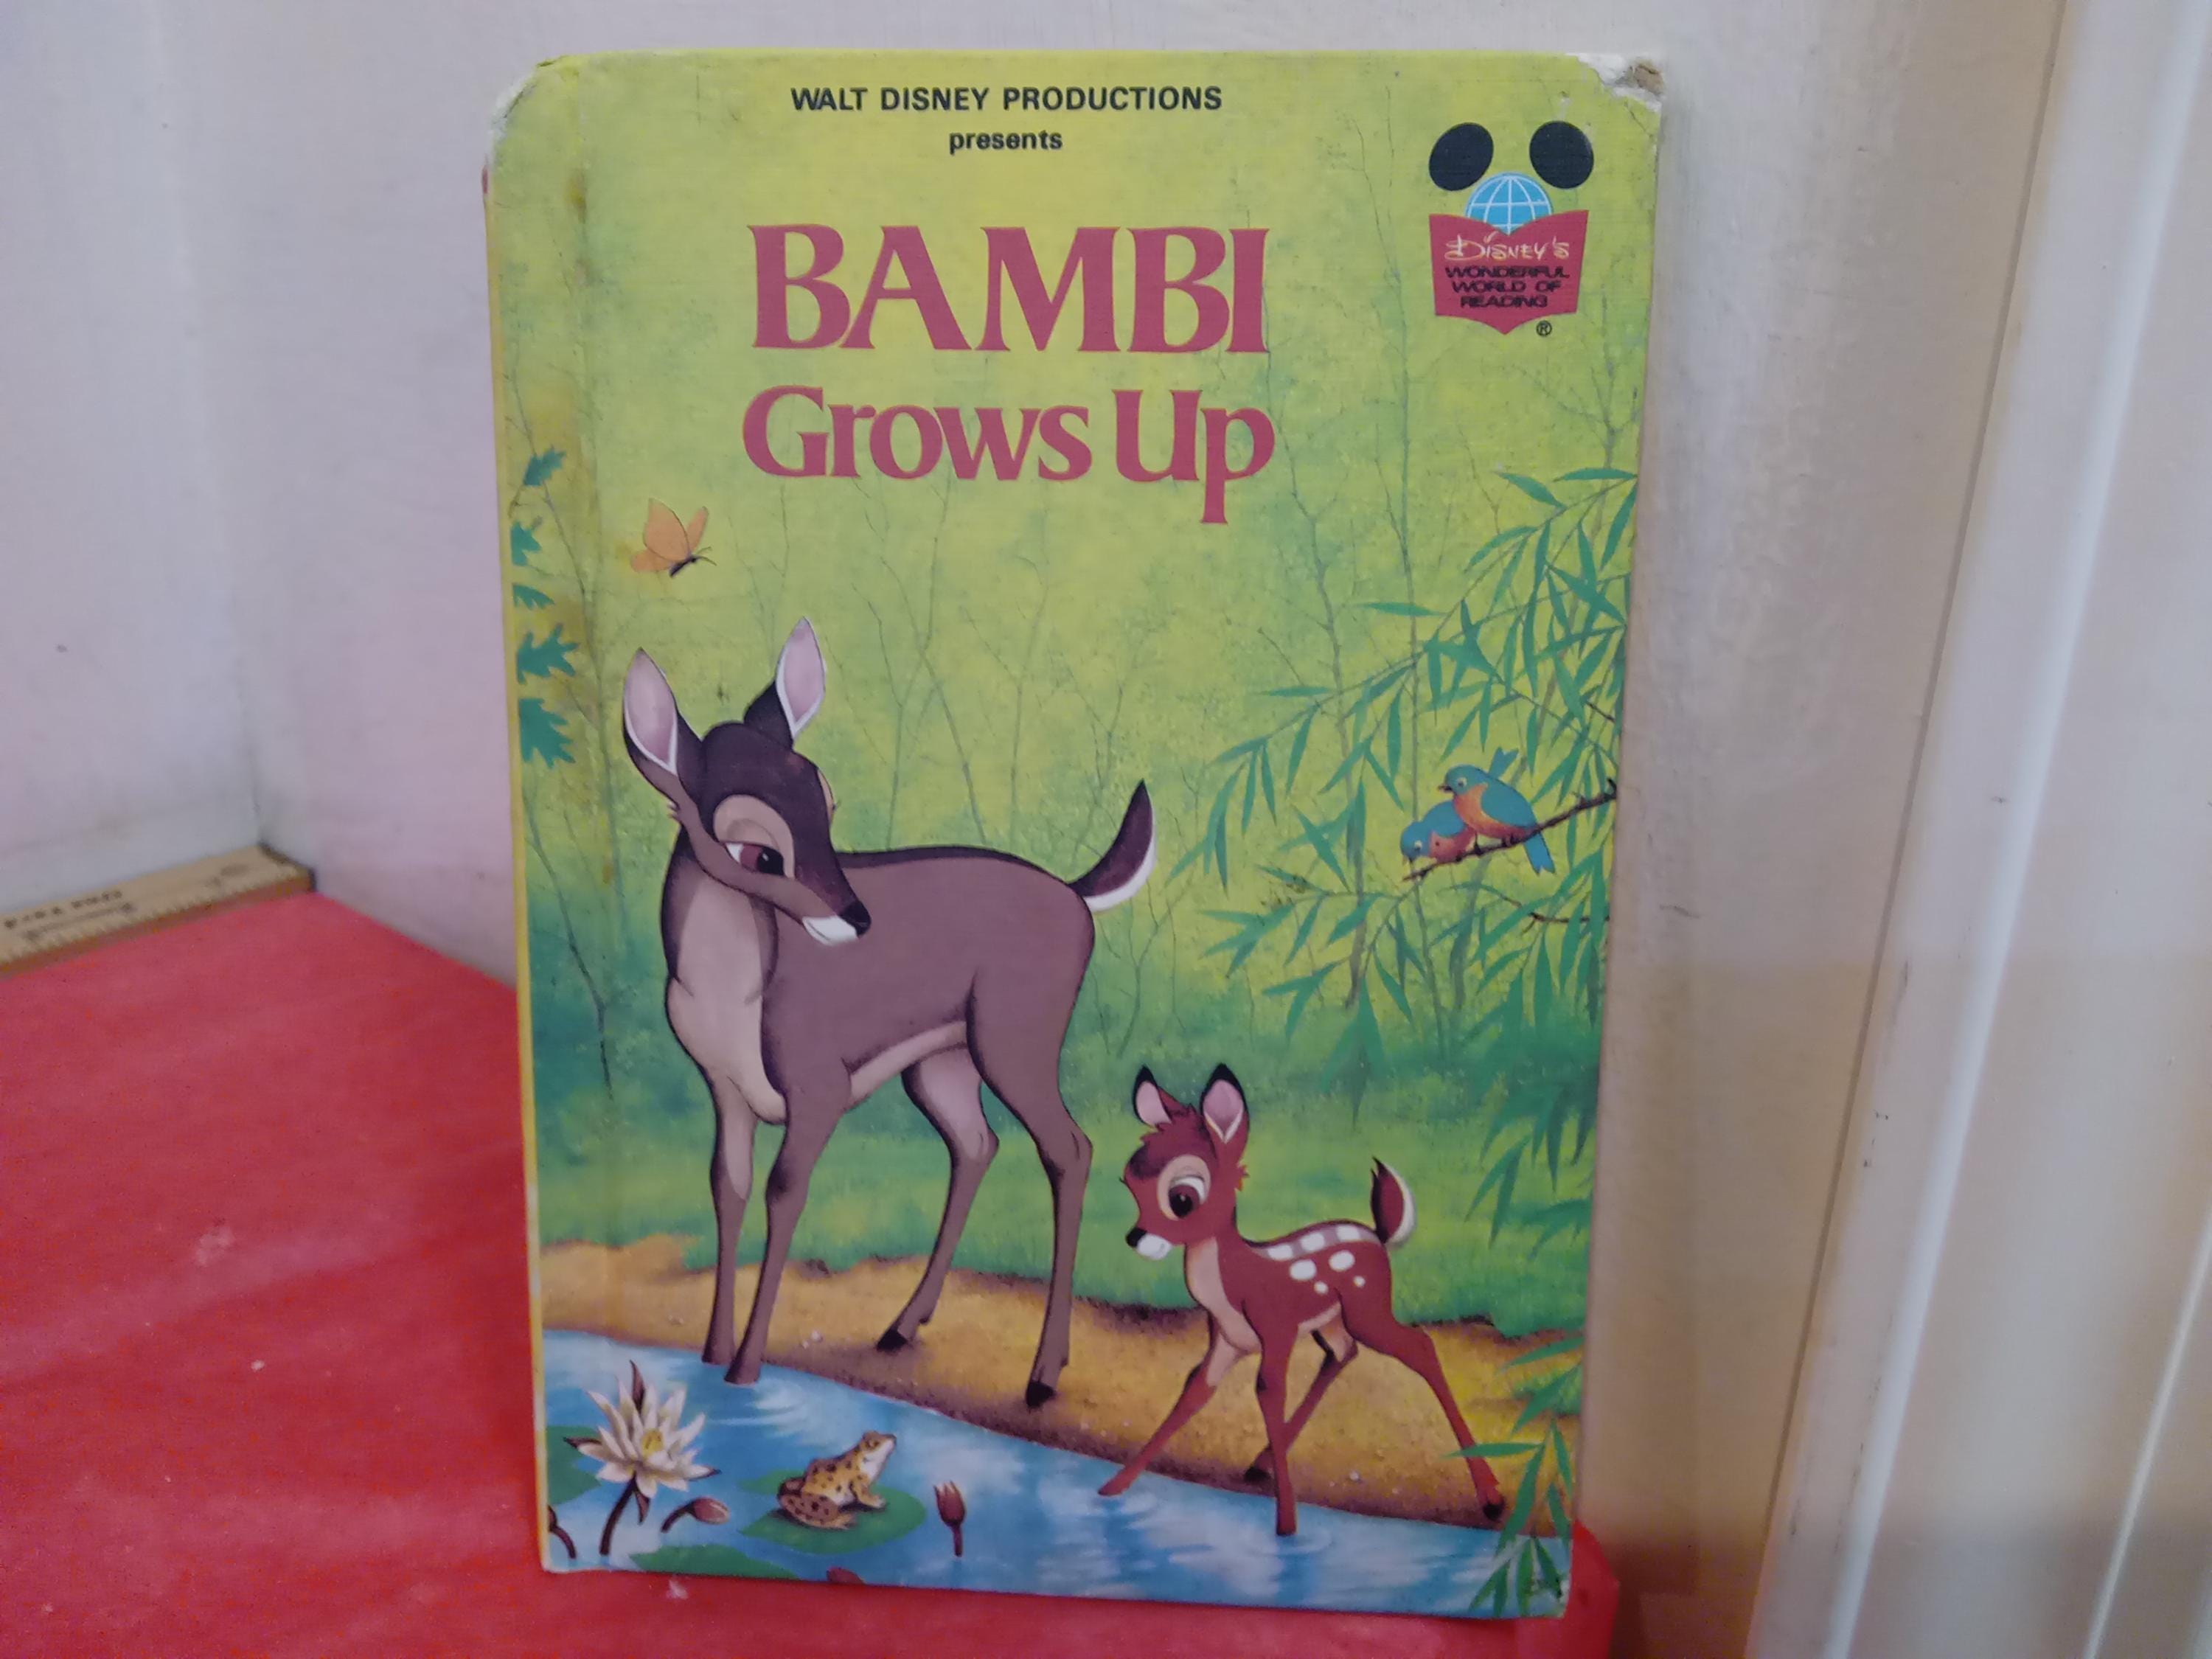 WALT DISNEY PRODUCTIONS
presents
BAMBI
Grows Up
DISNEY'S
WONDERFUL
WORLD OF
READING
®